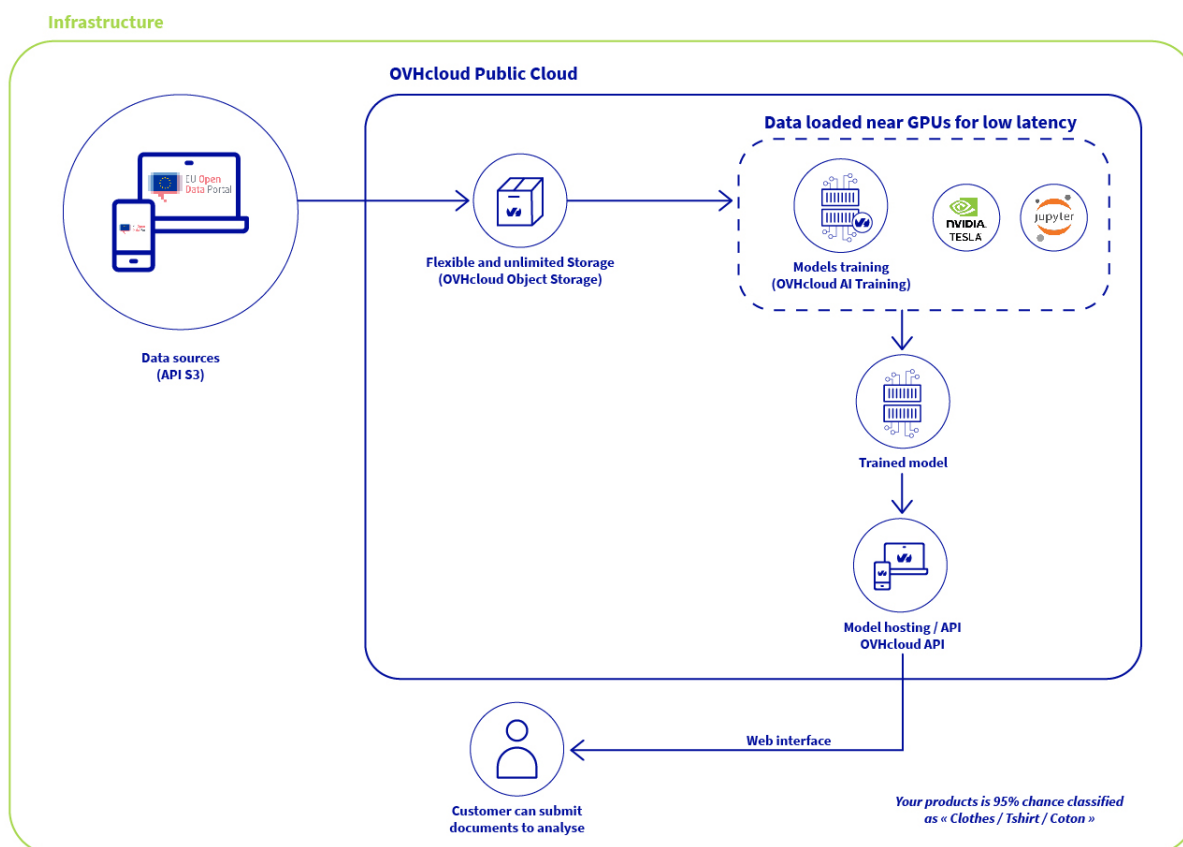 Infrastructure
OVHcloud Public Cloud
Data loaded near GPUs for low latency
EU Open
Data Portal
NVIDIA.
TESLA
jupyter
Flexible and unlimited Storage
(OVHcloud Object Storage)
Models training
(OVHcloud AI Training)
Data sources
(API S3)
Trained model
Model hosting / API
OVHcloud API
Web interface
Customer can submit
documents to analyse
Your products is 95% chance classified
as « Clothes / Tshirt / Coton »